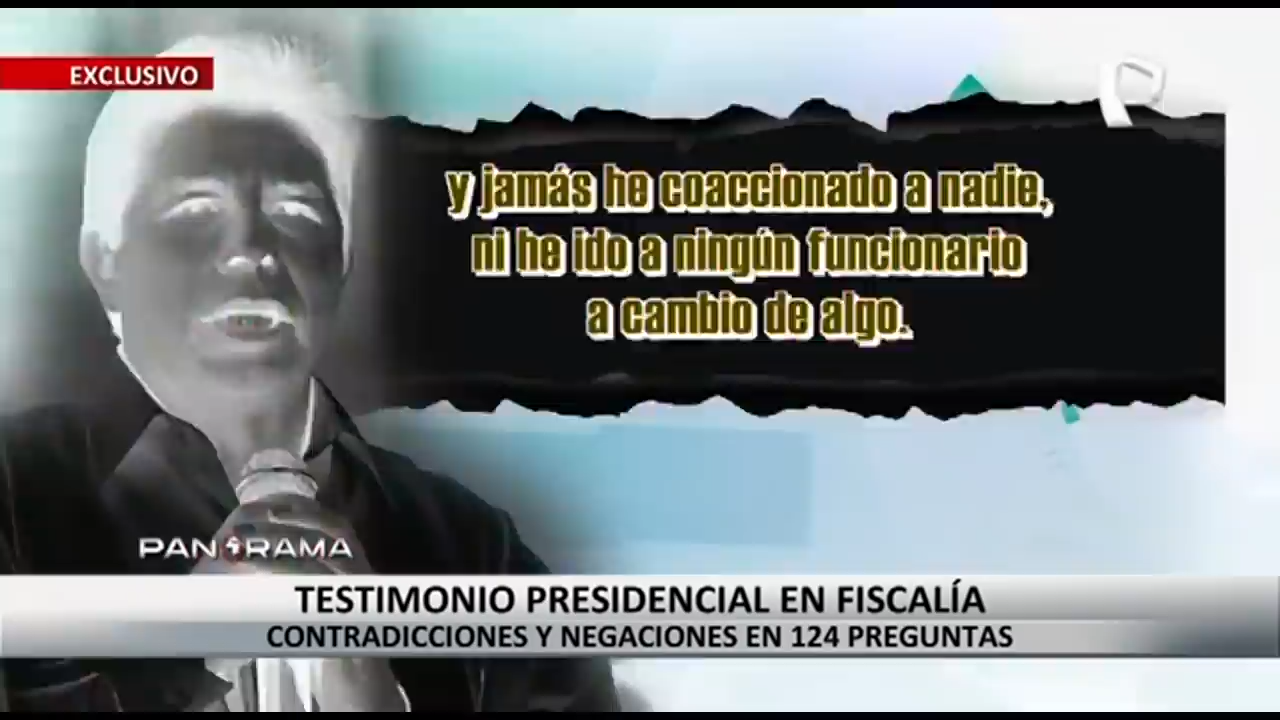 EXCLUSIVO
y jamás he coaccionado a nadie,
ni he ido a ningún funcionario
a cambio de algo.
PANORAMA
TESTIMONIO PRESIDENCIAL EN FISCALÍA
CONTRADICCIONES Y NEGACIONES EN 124 PREGUNTAS